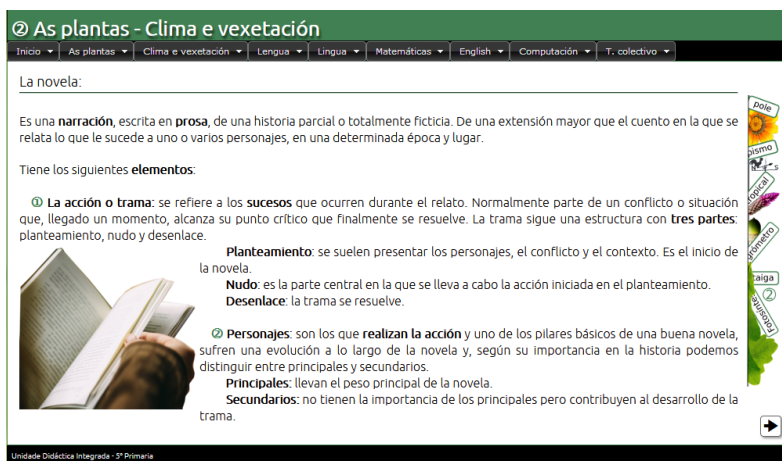 ② As plantas - Clima e vexetación
Inicio As plantas Clima e vexetación Lengua Lingua Matemáticas English Computación T. colectivo
La novela:
Es una narración, escrita en prosa, de una historia parcial o totalmente ficticia. De una extensión mayor que el cuento en la que se
relata lo que le sucede a uno o varios personajes, en una determinada época y lugar.
Tiene los siguientes elementos:
① La acción o trama: se refiere a los sucesos que ocurren durante el relato. Normalmente parte de un conflicto o situación
que, llegado un momento, alcanza su punto crítico que finalmente se resuelve. La trama sigue una estructura con tres partes:
planteamiento, nudo y desenlace.
Planteamiento: se suelen presentar los personajes, el conflicto y el contexto. Es el inicio de
la novela.
Nudo: es la parte central en la que se lleva a cabo la acción iniciada en el planteamiento.
Desenlace: la trama se resuelve.
② Personajes: son los que realizan la acción y uno de los pilares básicos de una buena novela,
sufren una evolución a lo largo de la novela y, según su importancia en la historia podemos
distinguir entre principales y secundarios.
Principales: llevan el peso principal de la novela.
Secundarios: no tienen la importancia de los principales pero contribuyen al desarrollo de la
trama.
pole
taiga
②
Unidade Didáctica Integrada - 5º Primaria